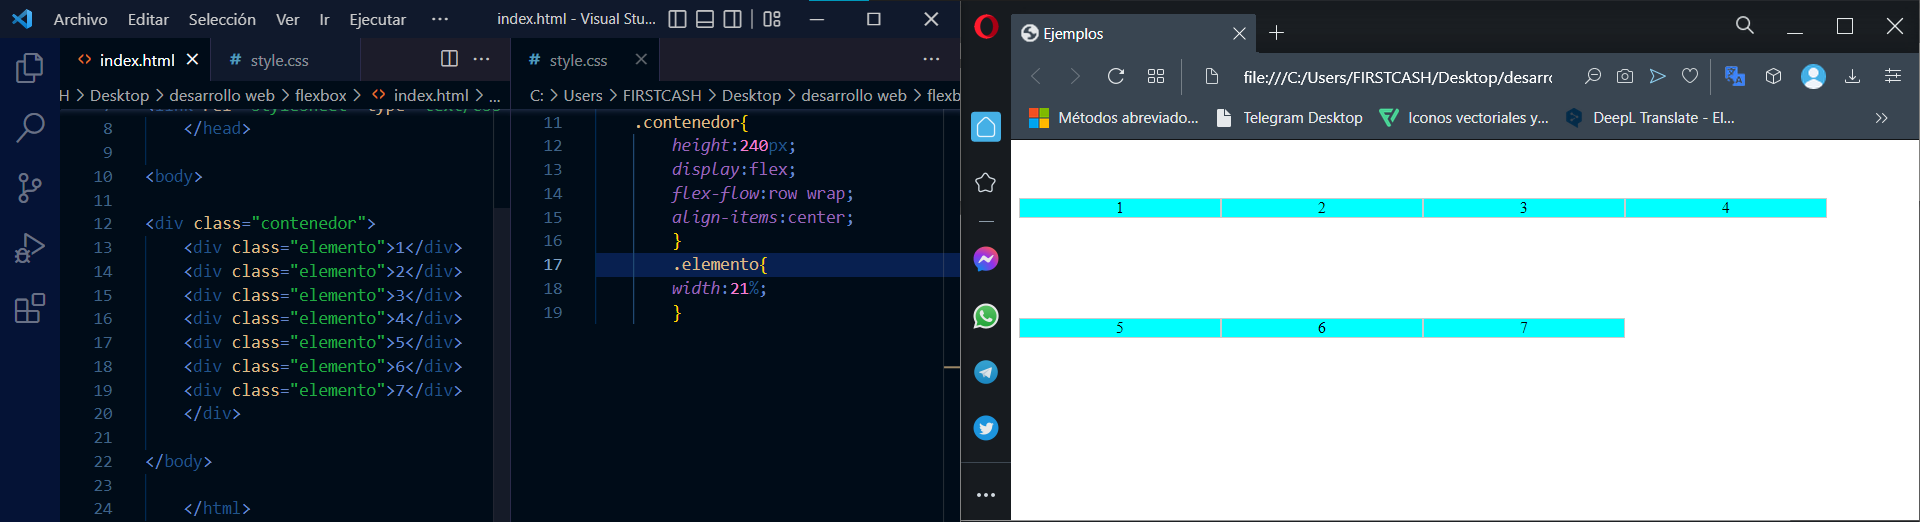 Archivo Editar Selección Ver Ir Ejecutar ··· index.html - Visual Stu...
index.html style.css ···
H > Desktop > desarrollo web > flexbox > index.html > ...
8 </head>
9
10 <body>
11
12 <div class="contenedor">
13 <div class="elemento">1</div>
14 <div class="elemento">2</div>
15 <div class="elemento">3</div>
16 <div class="elemento">4</div>
17 <div class="elemento">5</div>
18 <div class="elemento">6</div>
19 <div class="elemento">7</div>
20 </div>
21
22 </body>
23
24 </html>
# style.css ···
C: > Users > FIRSTCASH > Desktop > desarrollo web > flexb
11 .contenedor{
12 height:240px;
13 display:flex;
14 flex-flow:row wrap;
15 align-items:center;
16 }
17 .elemento{
18 width:21%;
19 }
Ejemplos
file:///C:/Users/FIRSTCASH/Desktop/desarro
Métodos abreviado... Telegram Desktop Iconos vectoriales y... DeepL Translate - El... »
1 2 3 4
5 6 7